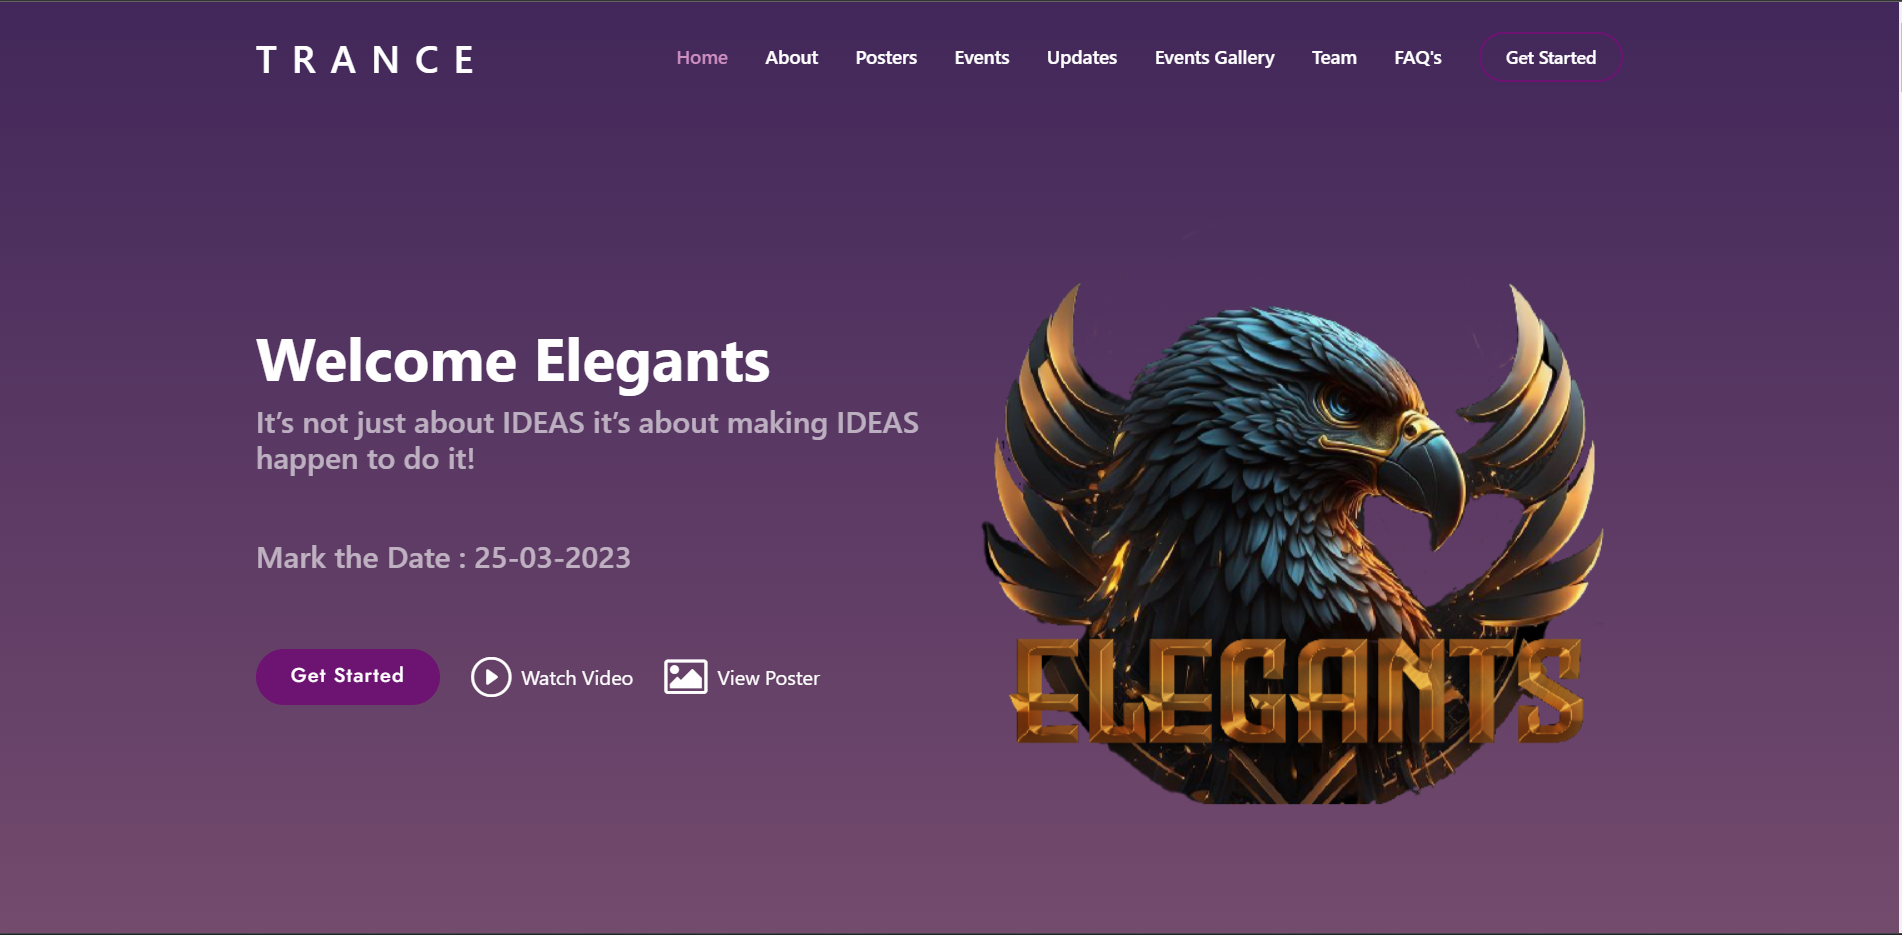 TRANCE
Home About Posters Events Updates Events Gallery Team FAQ's Get Started
Welcome Elegants
It’s not just about IDEAS it’s about making IDEAS
happen to do it!
Mark the Date : 25-03-2023
Get Started Watch Video View Poster
ELEGANTS